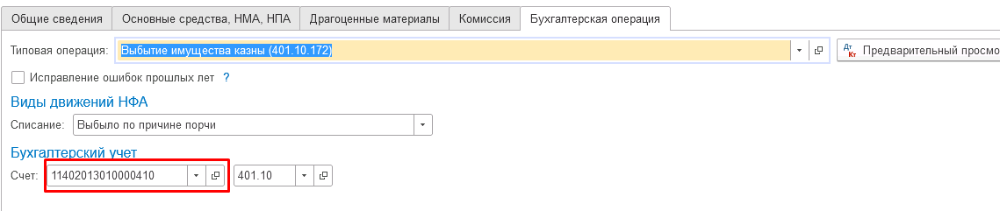 Общие сведения Основные средства, НМА, НПА Драгоценные материалы Комиссия Бухгалтерская операция
Типовая операция: Выбытие имущества казны (401.10.172) Дт Кт Предварительный просмо
Исправление ошибок прошлых лет ?
Виды движений НФА
Списание: Выбыло по причине порчи
Бухгалтерский учет
Счет: 11402013010000410 401.10